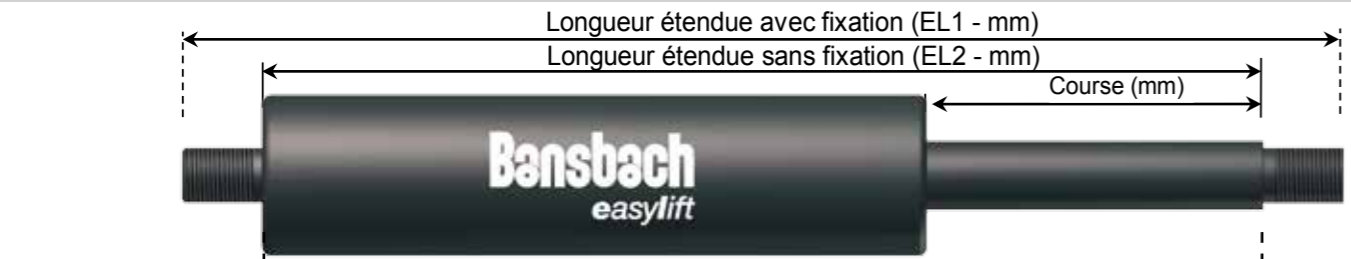 Longueur étendue avec fixation (EL1 - mm)
Longueur étendue sans fixation (EL2 - mm)
Course (mm)
Bansbach
easylift